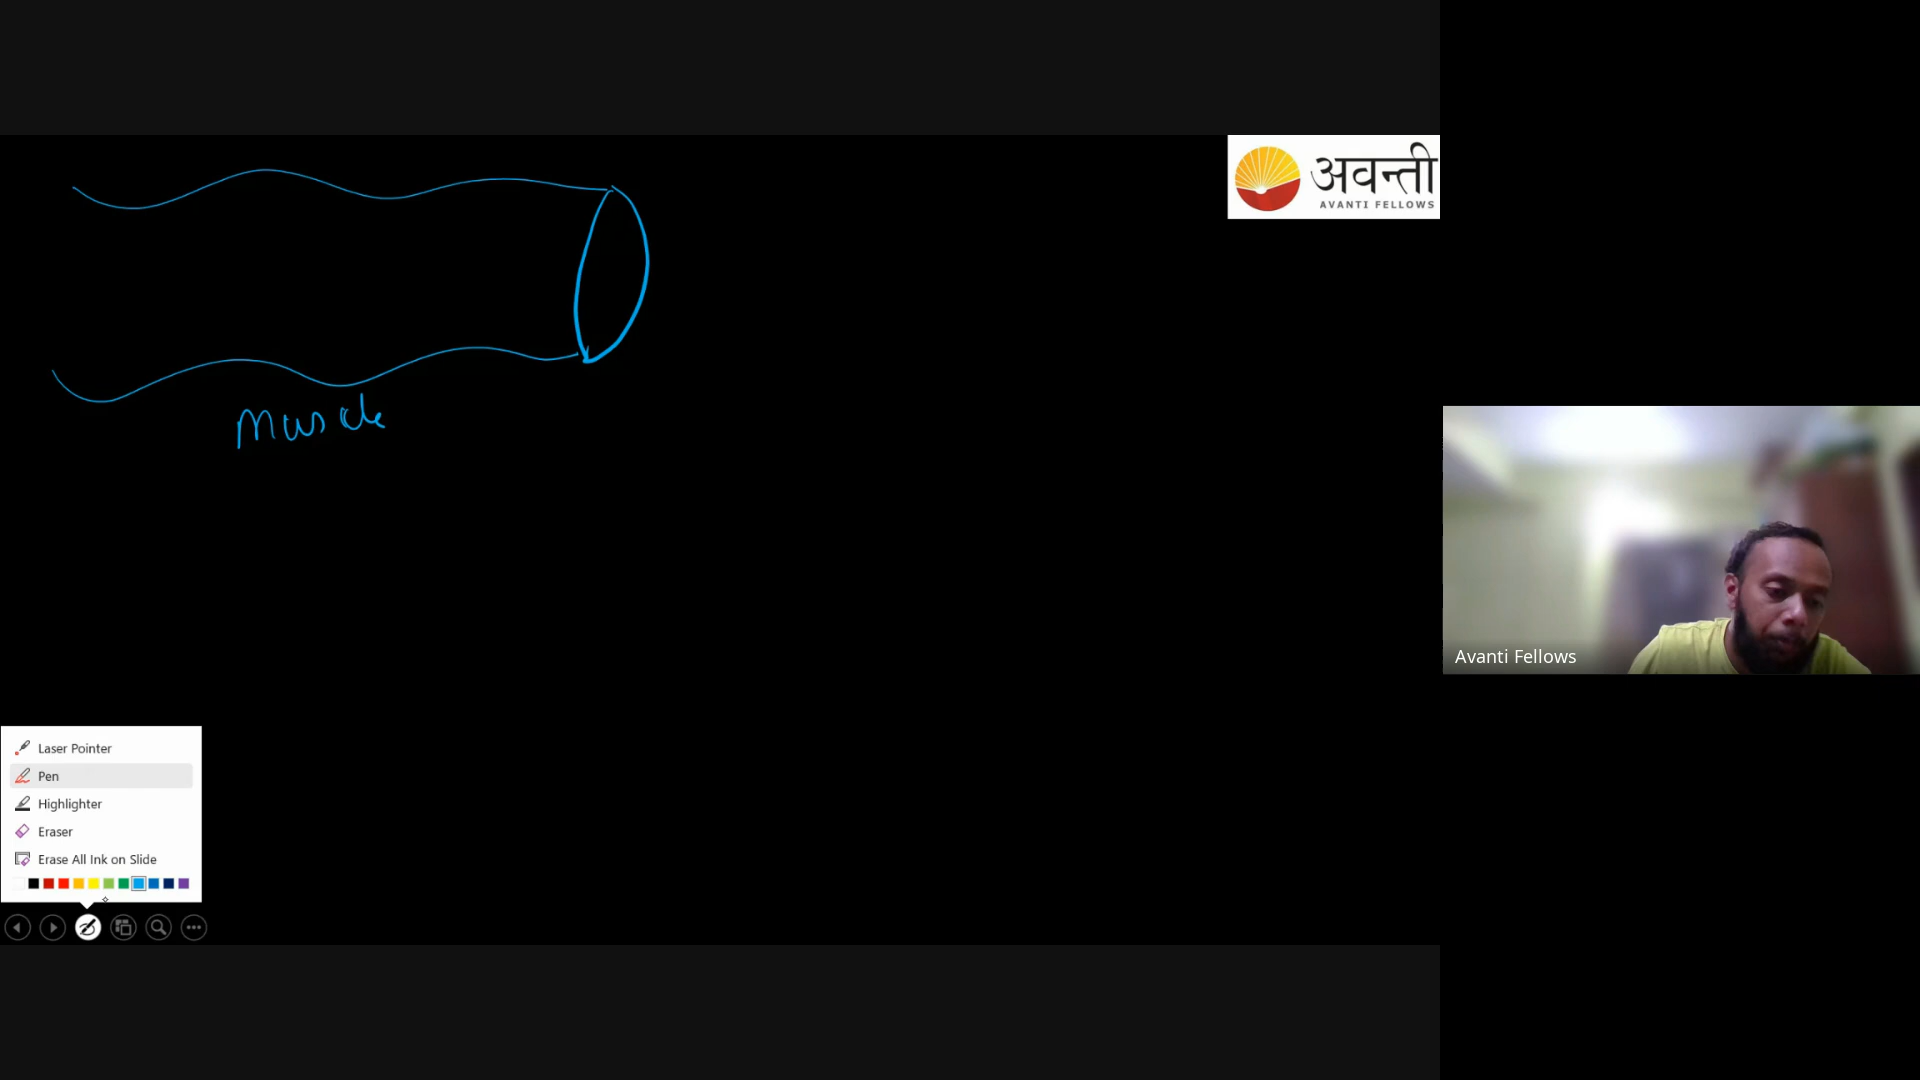 अवन्ती
AVANTI FELLOWS
Muscle
Avanti Fellows
Laser Pointer
Pen
Highlighter
Eraser
Erase All Ink on Slide